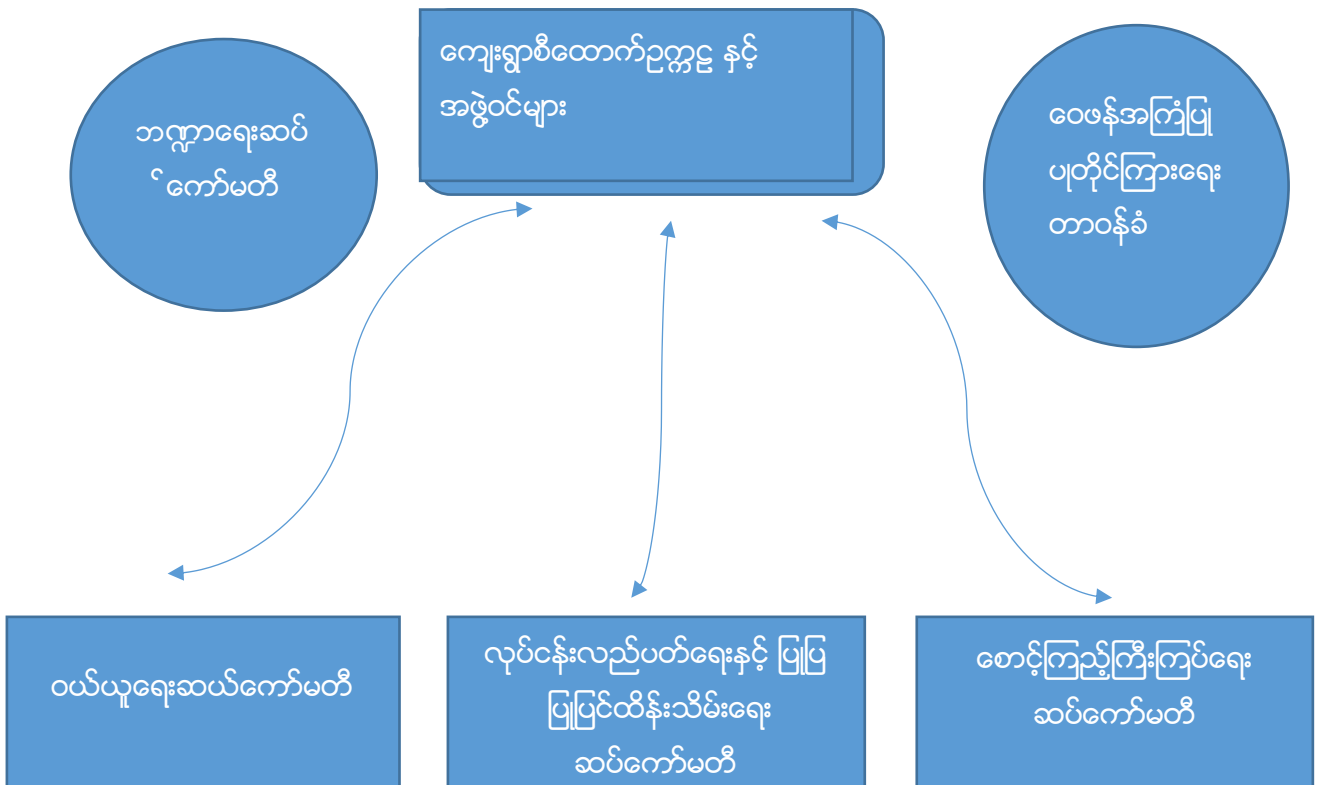 ကျေးရွာစီထောက်ဥက္ကဋ္ဌ နှင့်
အဖွဲ့ဝင်များ
ဘဏ္ဍာရေးဆပ်
်ကော်မတီ
ဝေဖန်အကြံပြု
ပျတိုင်ကြားရေး
တာဝန်ခံ
ဝယ်ယူရေးဆယ်ကော်မတီ
လုပ်ငန်းလည်ပတ်ရေးနှင့် ပြုပြ
ပြုပြင်ထိန်းသိမ်းရေး
ဆပ်ကော်မတီ
စောင့်ကြည့်ကြီးကြပ်ရေး
ဆပ်ကော်မတီ